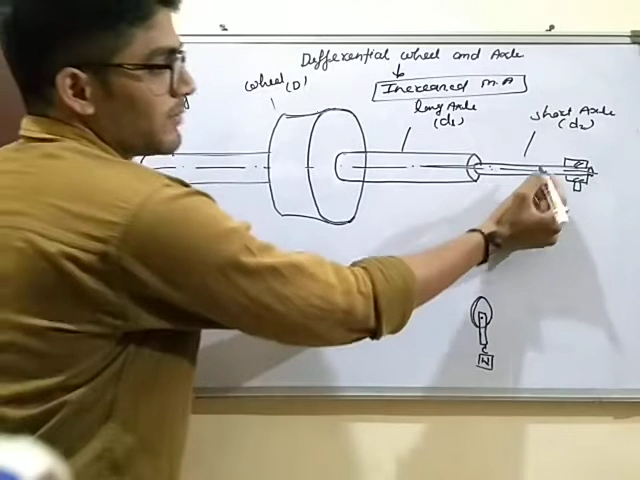 Differential wheel and Axle
Increased M.A
wheel (D)
long Axle
(d1)
short Axle
(d2)
W